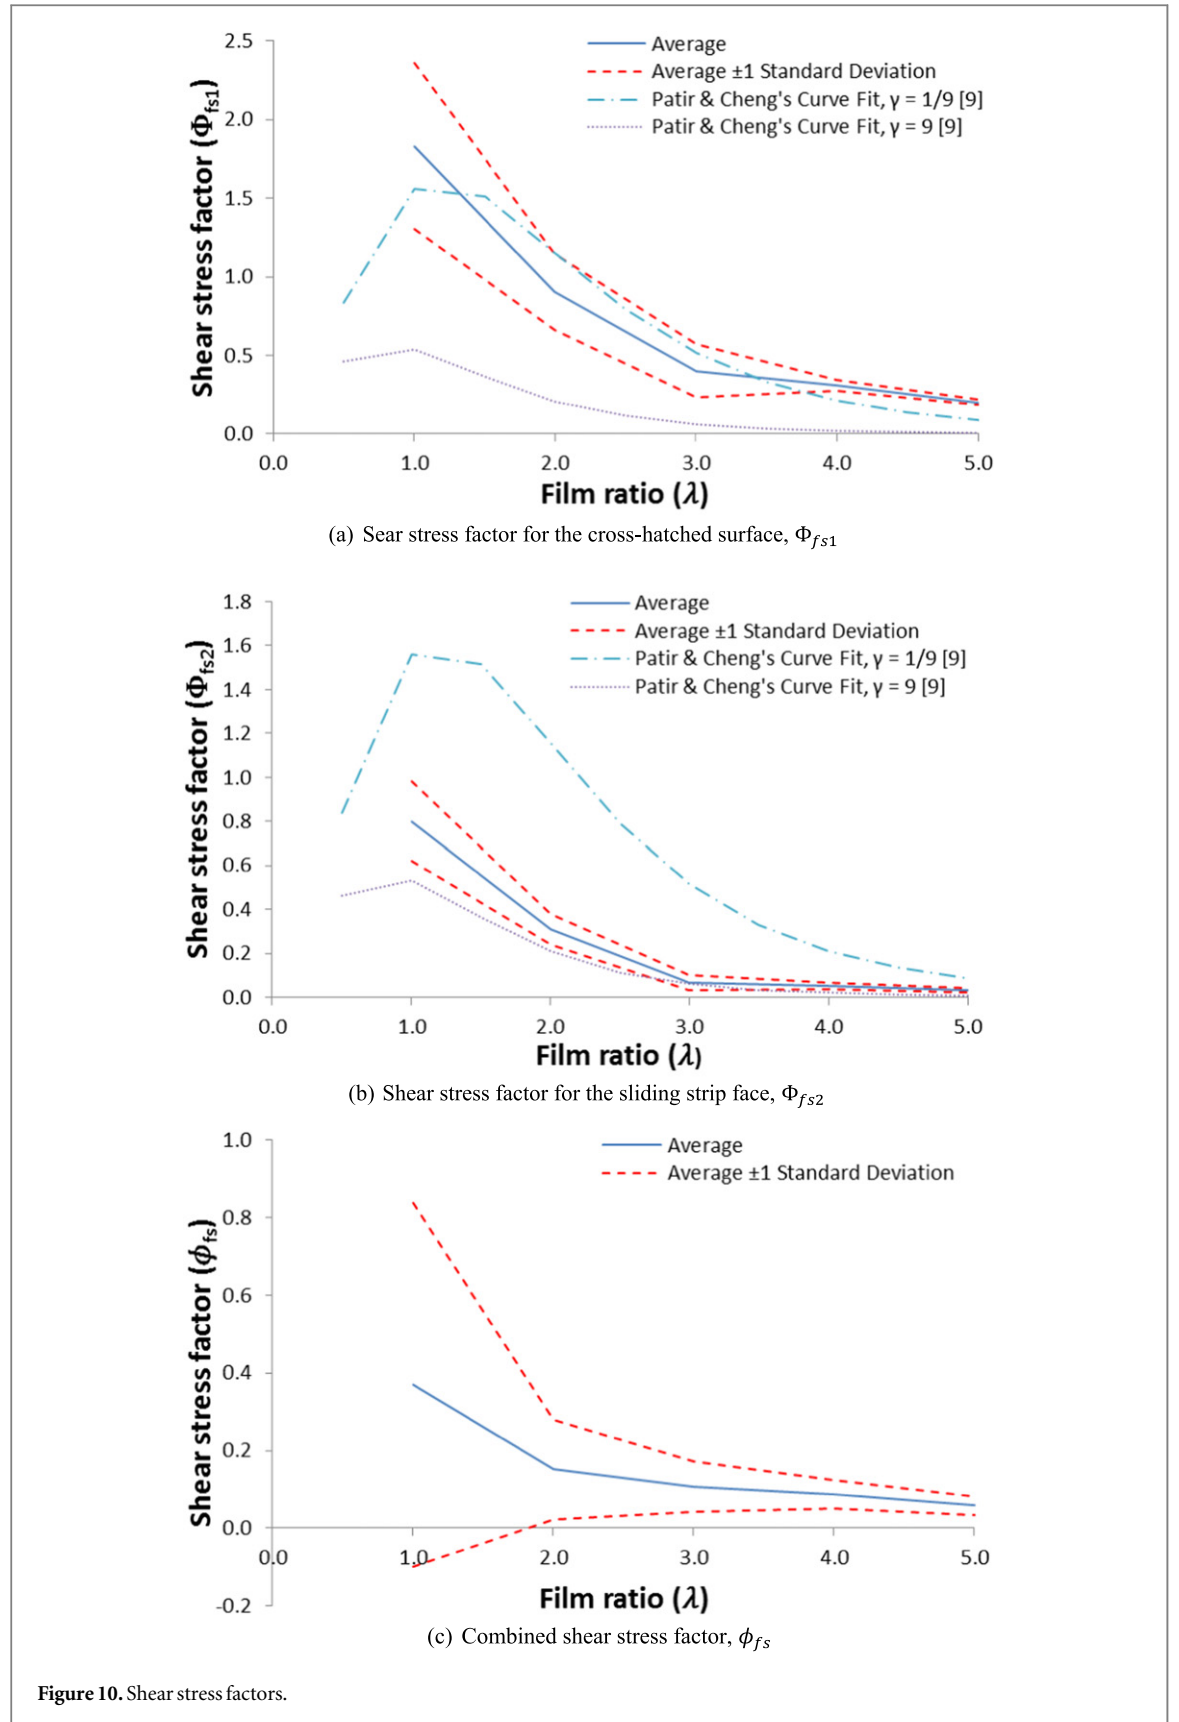 2.5
2.0
1.5
1.0
0.5
0.0
Shear stress factor (Φfs1)
Average
Average ±1 Standard Deviation
Patir & Cheng's Curve Fit, γ = 1/9 [9]
Patir & Cheng's Curve Fit, γ = 9 [9]
0.0 1.0 2.0 3.0 4.0 5.0
Film ratio (λ)
(a) Sear stress factor for the cross-hatched surface, Φfs1
1.8
1.6
1.4
1.2
1.0
0.8
0.6
0.4
0.2
0.0
Shear stress factor (Φfs2)
Average
Average ±1 Standard Deviation
Patir & Cheng's Curve Fit, γ = 1/9 [9]
Patir & Cheng's Curve Fit, γ = 9 [9]
0.0 1.0 2.0 3.0 4.0 5.0
Film ratio (λ)
(b) Shear stress factor for the sliding strip face, Φfs2
1.0
0.8
0.6
0.4
0.2
0.0
-0.2
Shear stress factor (ϕfs)
Average
Average ±1 Standard Deviation
0.0 1.0 2.0 3.0 4.0 5.0
Film ratio (λ)
(c) Combined shear stress factor, ϕfs
Figure 10. Shear stress factors.